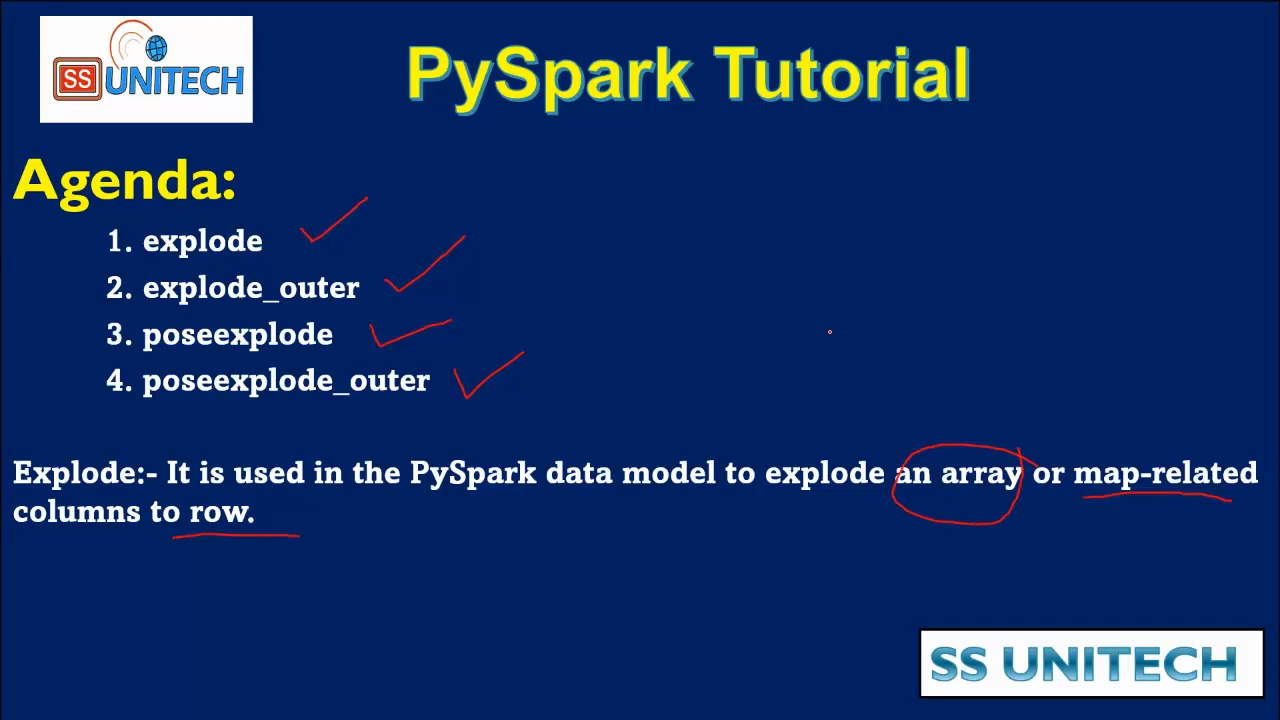 SS UNITECH
PySpark Tutorial
Agenda:
1. explode
2. explode_outer
3. poseexplode
4. poseexplode_outer
Explode:- It is used in the PySpark data model to explode an array or map-related
columns to row.
SS UNITECH